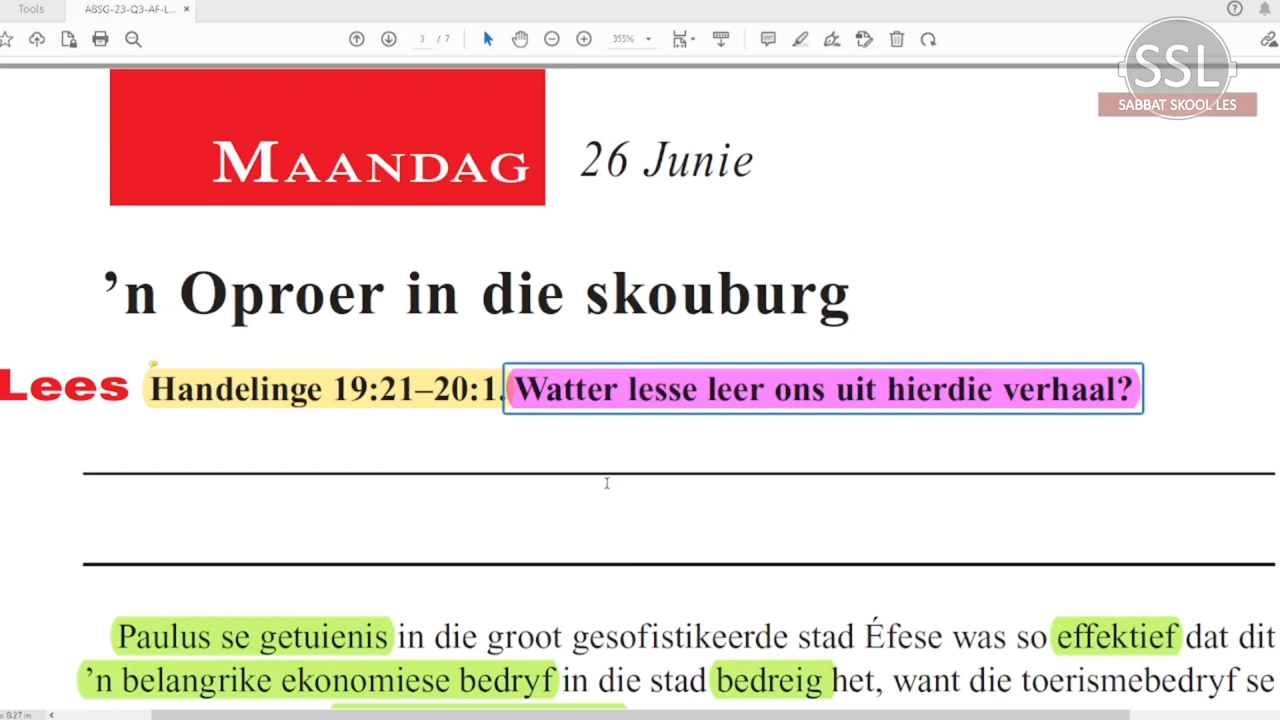 Tools
ABSG-23-Q3-AF-L...
3 / 7
355%
SSL
SABBAT SKOOL LES
MAANDAG 26 Junie
’n Oproer in die skouburg
Lees Handelinge 19:21–20:1. Watter lesse leer ons uit hierdie verhaal?
Paulus se getuienis in die groot gesofistikeerde stad Éfese was so effektief dat dit
’n belangrike ekonomiese bedryf in die stad bedreig het, want die toerismebedryf se
x 8.27 in